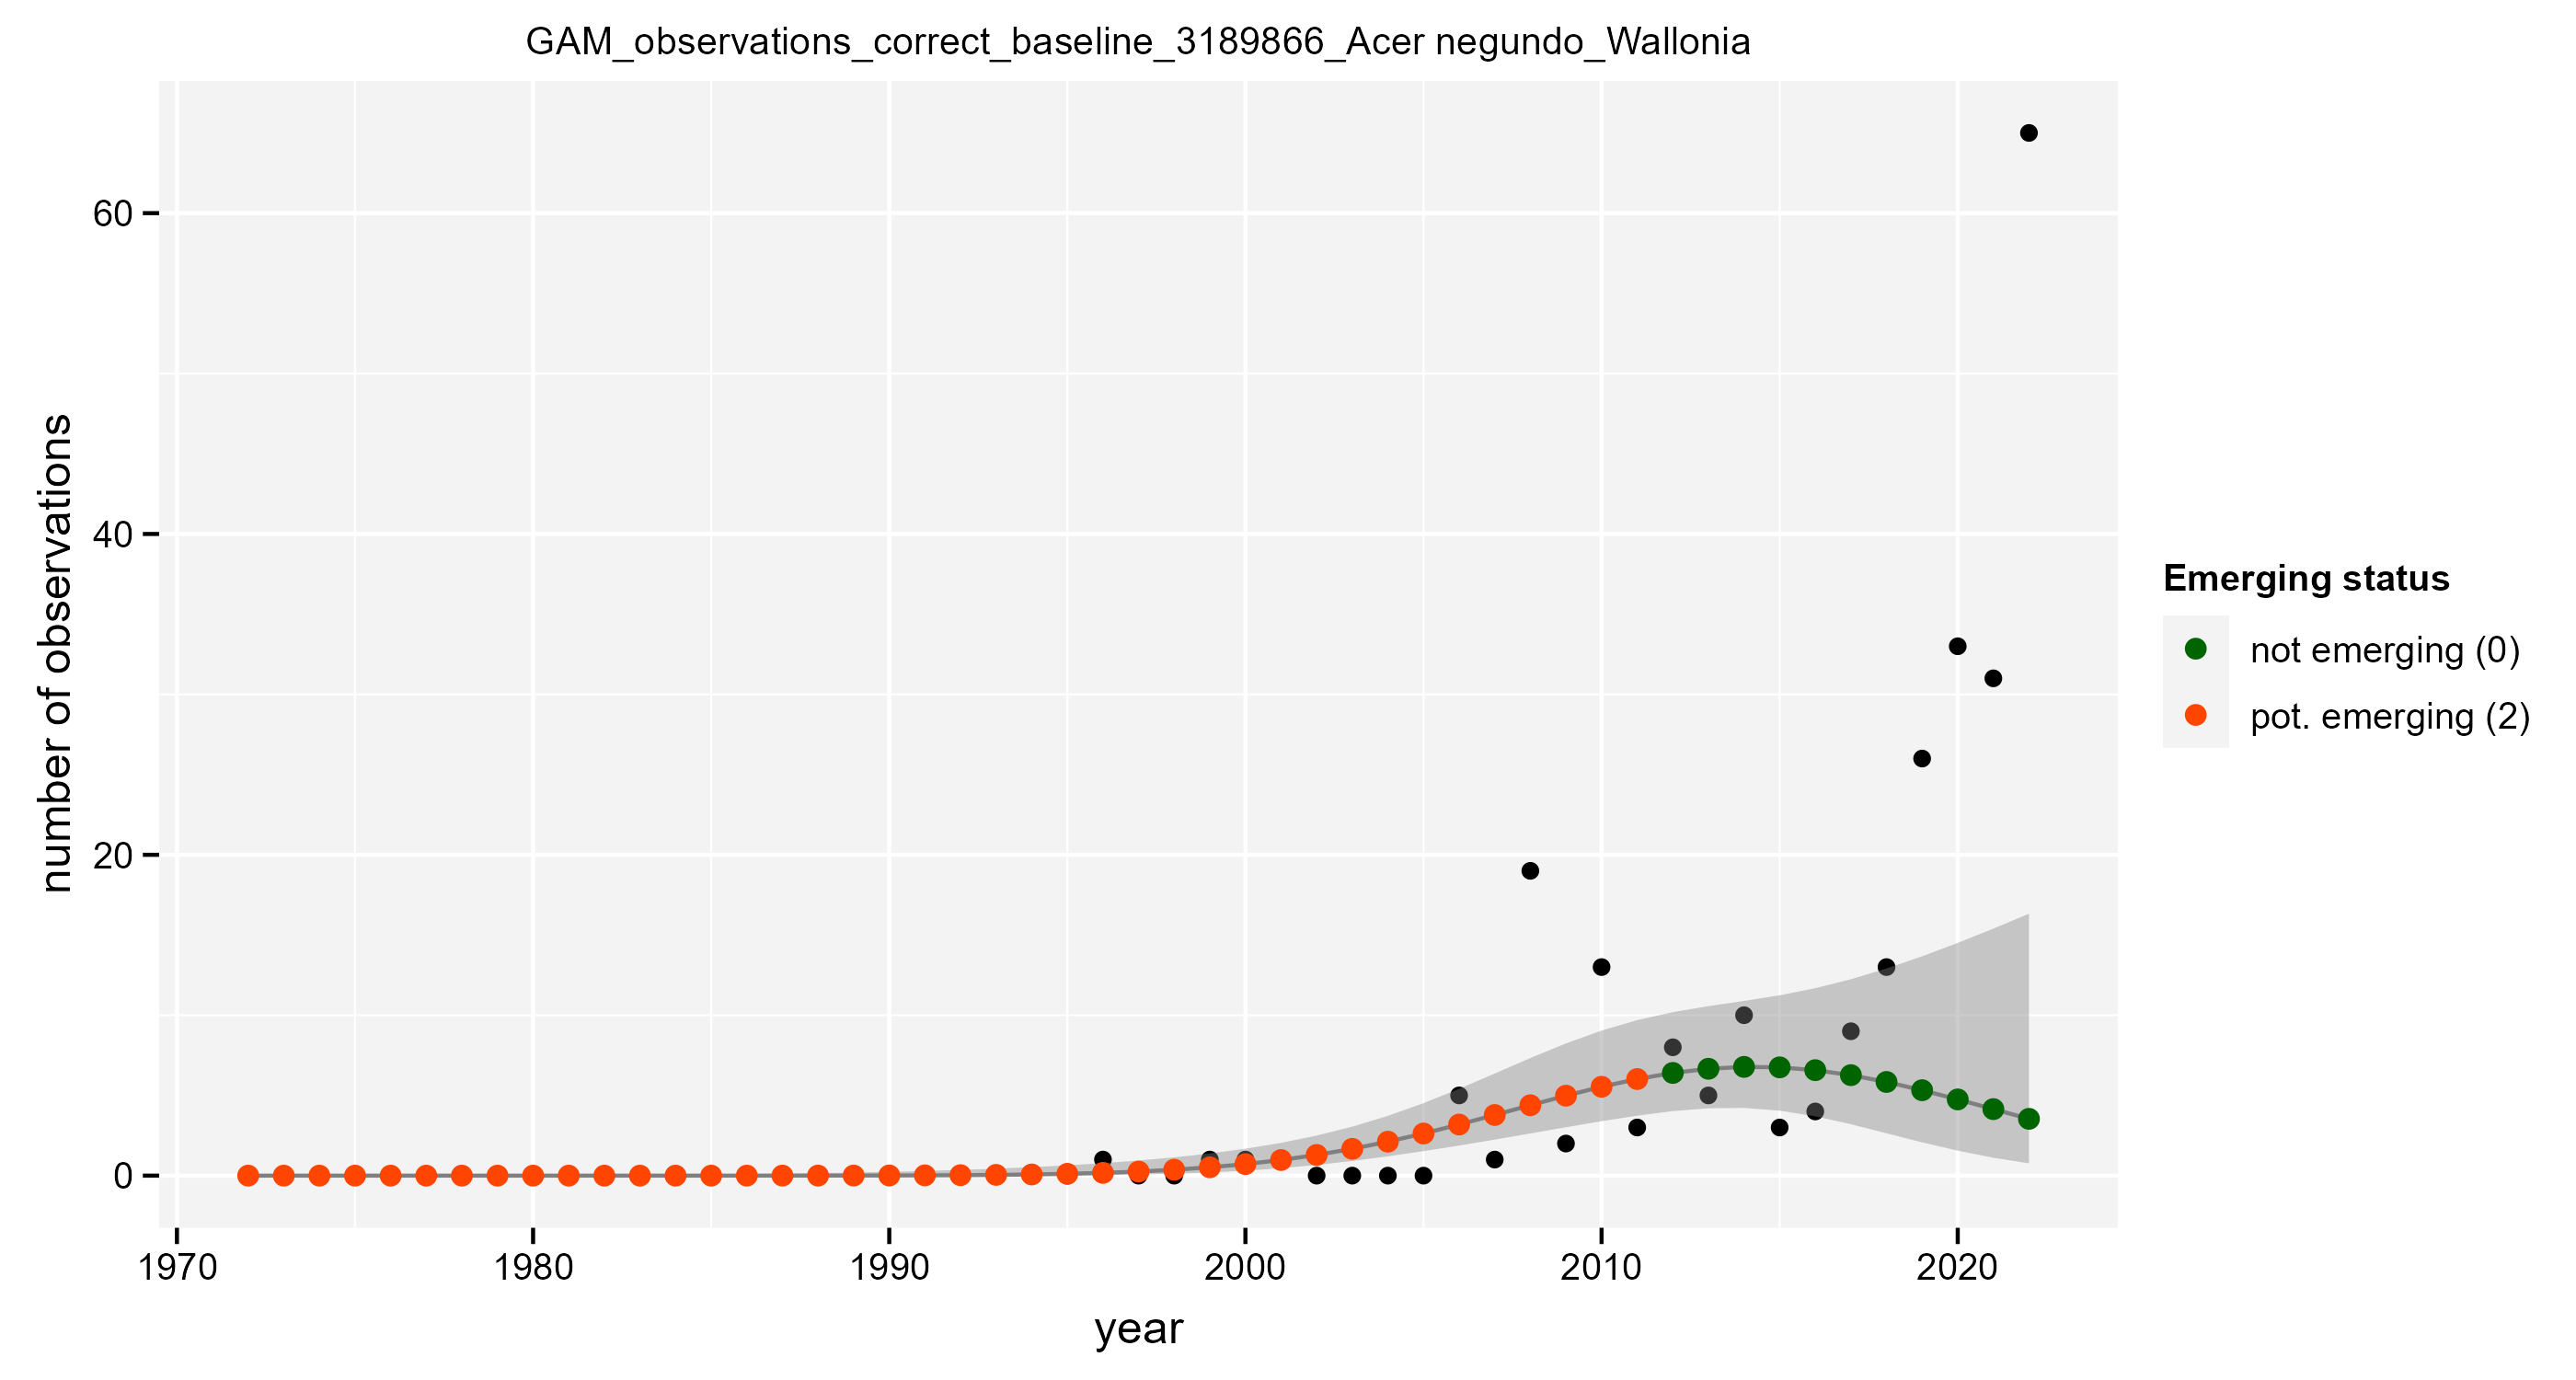 GAM_observations_correct_baseline_3189866_Acer negundo_Wallonia
number of observations
60
40
20
0
1970 1980 1990 2000 2010 2020
year
Emerging status
not emerging (0)
pot. emerging (2)